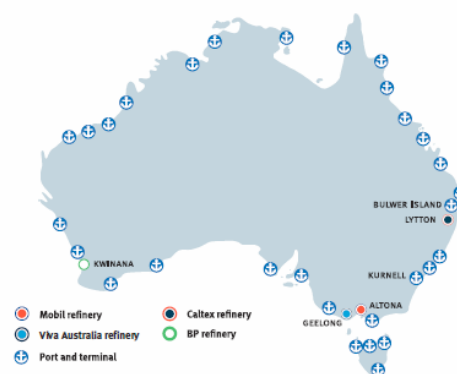 BULWER ISLAND
LYTTON
KWINANA
KURNELL
ALTONA
GEELONG
Mobil refinery
Caltex refinery
Viva Australia refinery
BP refinery
Port and terminal